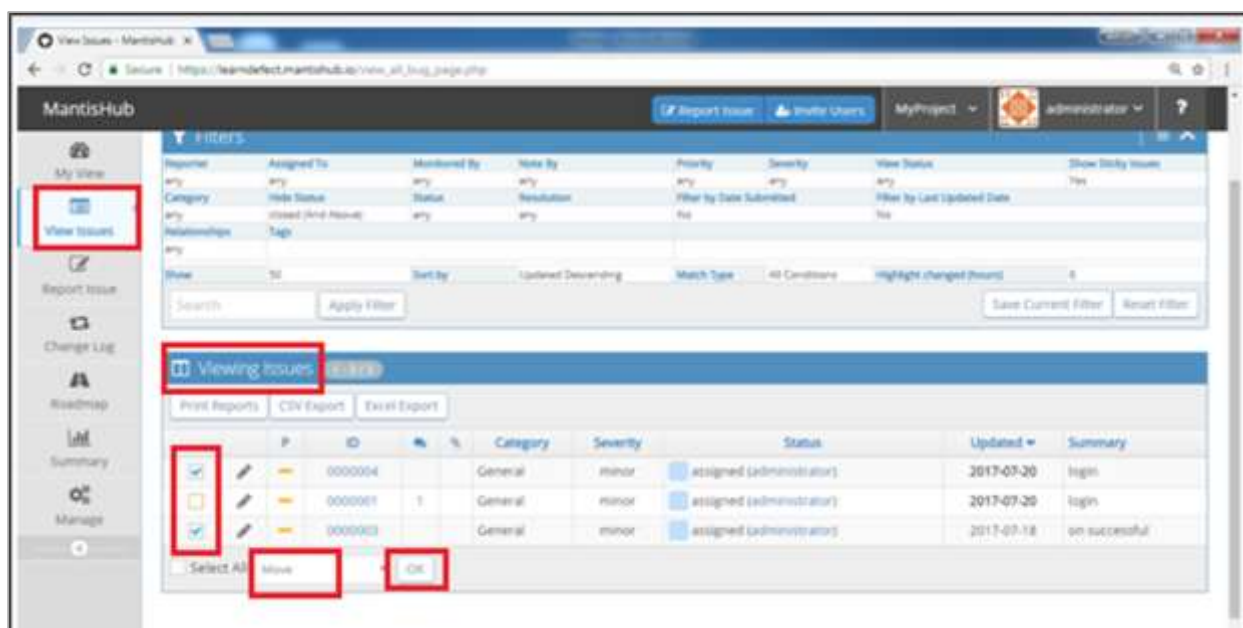 View Issues - MantisHub
Secure | https://learndefect.mantishub.io/view_all_bug_page.php
MantisHub Report Issue Invite Users MyProject administrator ?
Filters
Reporter Assigned To Monitored By Note By Priority Severity View Status Show Sticky Issues
any any any any any any any Yes
Category Hide Status Status Resolution Filter by Date Submitted Filter by Last Updated Date
any closed (And Above) any any No No
Relationships Tags
any
Show 50 Sort by Updated Descending Match Type All Conditions Highlight changed (hours) 6
Search Apply Filter Save Current Filter Reset Filter
My View
View Issues
Report Issue
Change Log
Roadmap
Summary
Manage
Viewing Issues
Print Reports CSV Export Excel Export
P ID Category Severity Status Updated Summary
0000004 General minor assigned (administrator) 2017-07-20 login
0000001 1 General minor assigned (administrator) 2017-07-20 login
0000003 General minor assigned (administrator) 2017-07-18 on successful
Select All Move OK